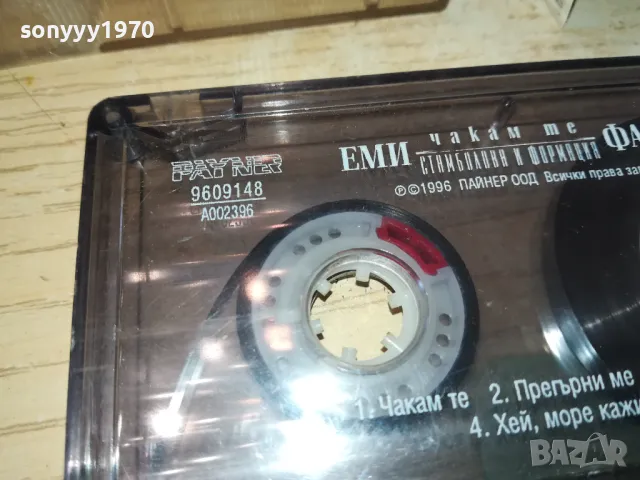 sonyyy1970
PAYNER
9609148
A002396
ЕМИ чакам те ФА
СТАМБОЛОВА И ФОРМАЦИЯ
℗©1996 ПАЙНЕР ООД Всички права за
1. Чакам те 2. Прегърни ме
4. Хей, море кажи
BAZAR